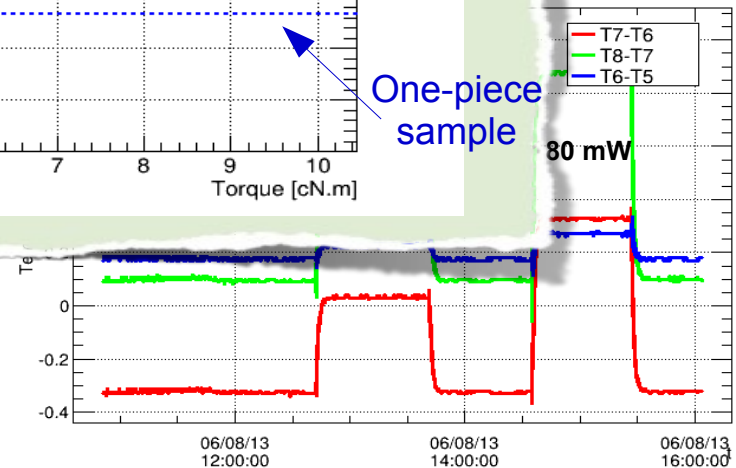 T7-T6
T8-T7
T6-T5
One-piece
sample
80 mW
7 8 9 10
Torque [cN.m]
0
-0.2
-0.4
06/08/13 06/08/13 06/08/13
12:00:00 14:00:00 16:00:00